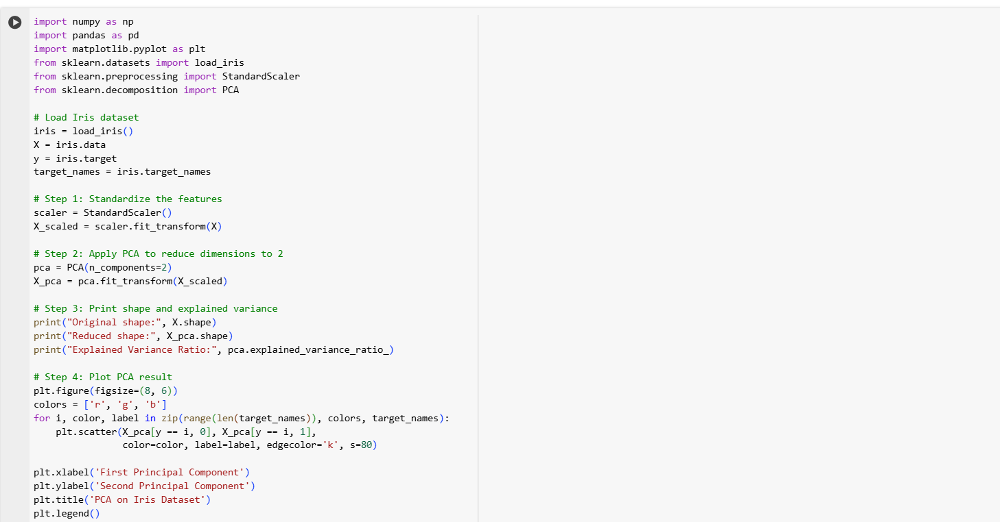 import numpy as np
import pandas as pd
import matplotlib.pyplot as plt
from sklearn.datasets import load_iris
from sklearn.preprocessing import StandardScaler
from sklearn.decomposition import PCA

# Load Iris dataset
iris = load_iris()
X = iris.data
y = iris.target
target_names = iris.target_names

# Step 1: Standardize the features
scaler = StandardScaler()
X_scaled = scaler.fit_transform(X)

# Step 2: Apply PCA to reduce dimensions to 2
pca = PCA(n_components=2)
X_pca = pca.fit_transform(X_scaled)

# Step 3: Print shape and explained variance
print("Original shape:", X.shape)
print("Reduced shape:", X_pca.shape)
print("Explained Variance Ratio:", pca.explained_variance_ratio_)

# Step 4: Plot PCA result
plt.figure(figsize=(8, 6))
colors = ['r', 'g', 'b']
for i, color, label in zip(range(len(target_names)), colors, target_names):
    plt.scatter(X_pca[y == i, 0], X_pca[y == i, 1],
                color=color, label=label, edgecolor='k', s=80)

plt.xlabel('First Principal Component')
plt.ylabel('Second Principal Component')
plt.title('PCA on Iris Dataset')
plt.legend()